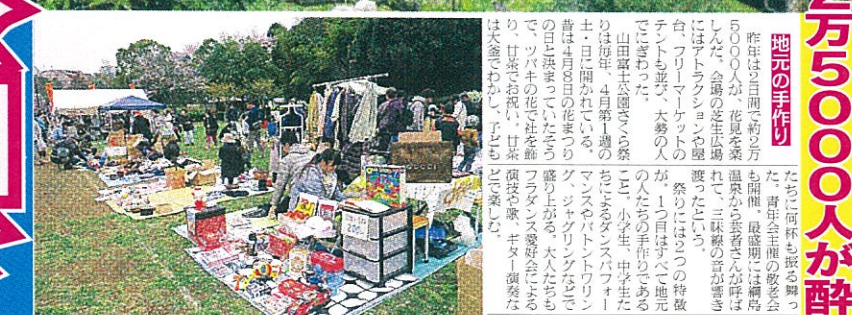 万5000人が酔
地元の手作り
昨年は2日間で約2万
5000人が、花見を楽
しんだ。会場の芝生広場
にはアトラクションや屋
台、フリーマーケットの
テントも並び、大勢の人
でにぎわった。
山田富士公園さくら祭
りは毎年、4月第1週の
土・日に開かれている。
昔は4月8日の花まつり
の日と決まっていたそう
で、ツバキの花で社を飾
り、甘茶でお祝い。甘茶
は大釜でわかし、子ども
たちに何杯も振る舞っ
た。青年会主催の敬老会
も開催。最盛期には綱島
温泉から芸者さんが呼ば
れて、三味線の音が響き
渡ったという。
祭りには2つの特徴
が。1つ目はすべて地元
の人たちの手作りである
こと。小学生、中学生た
ちによるダンスパフォー
マンスやバトントワリン
グ、ジャグリングなどで
盛り上がる。大人たちも
フラダンス愛好会による
演技や歌、ギター演奏な
どで楽しむ。